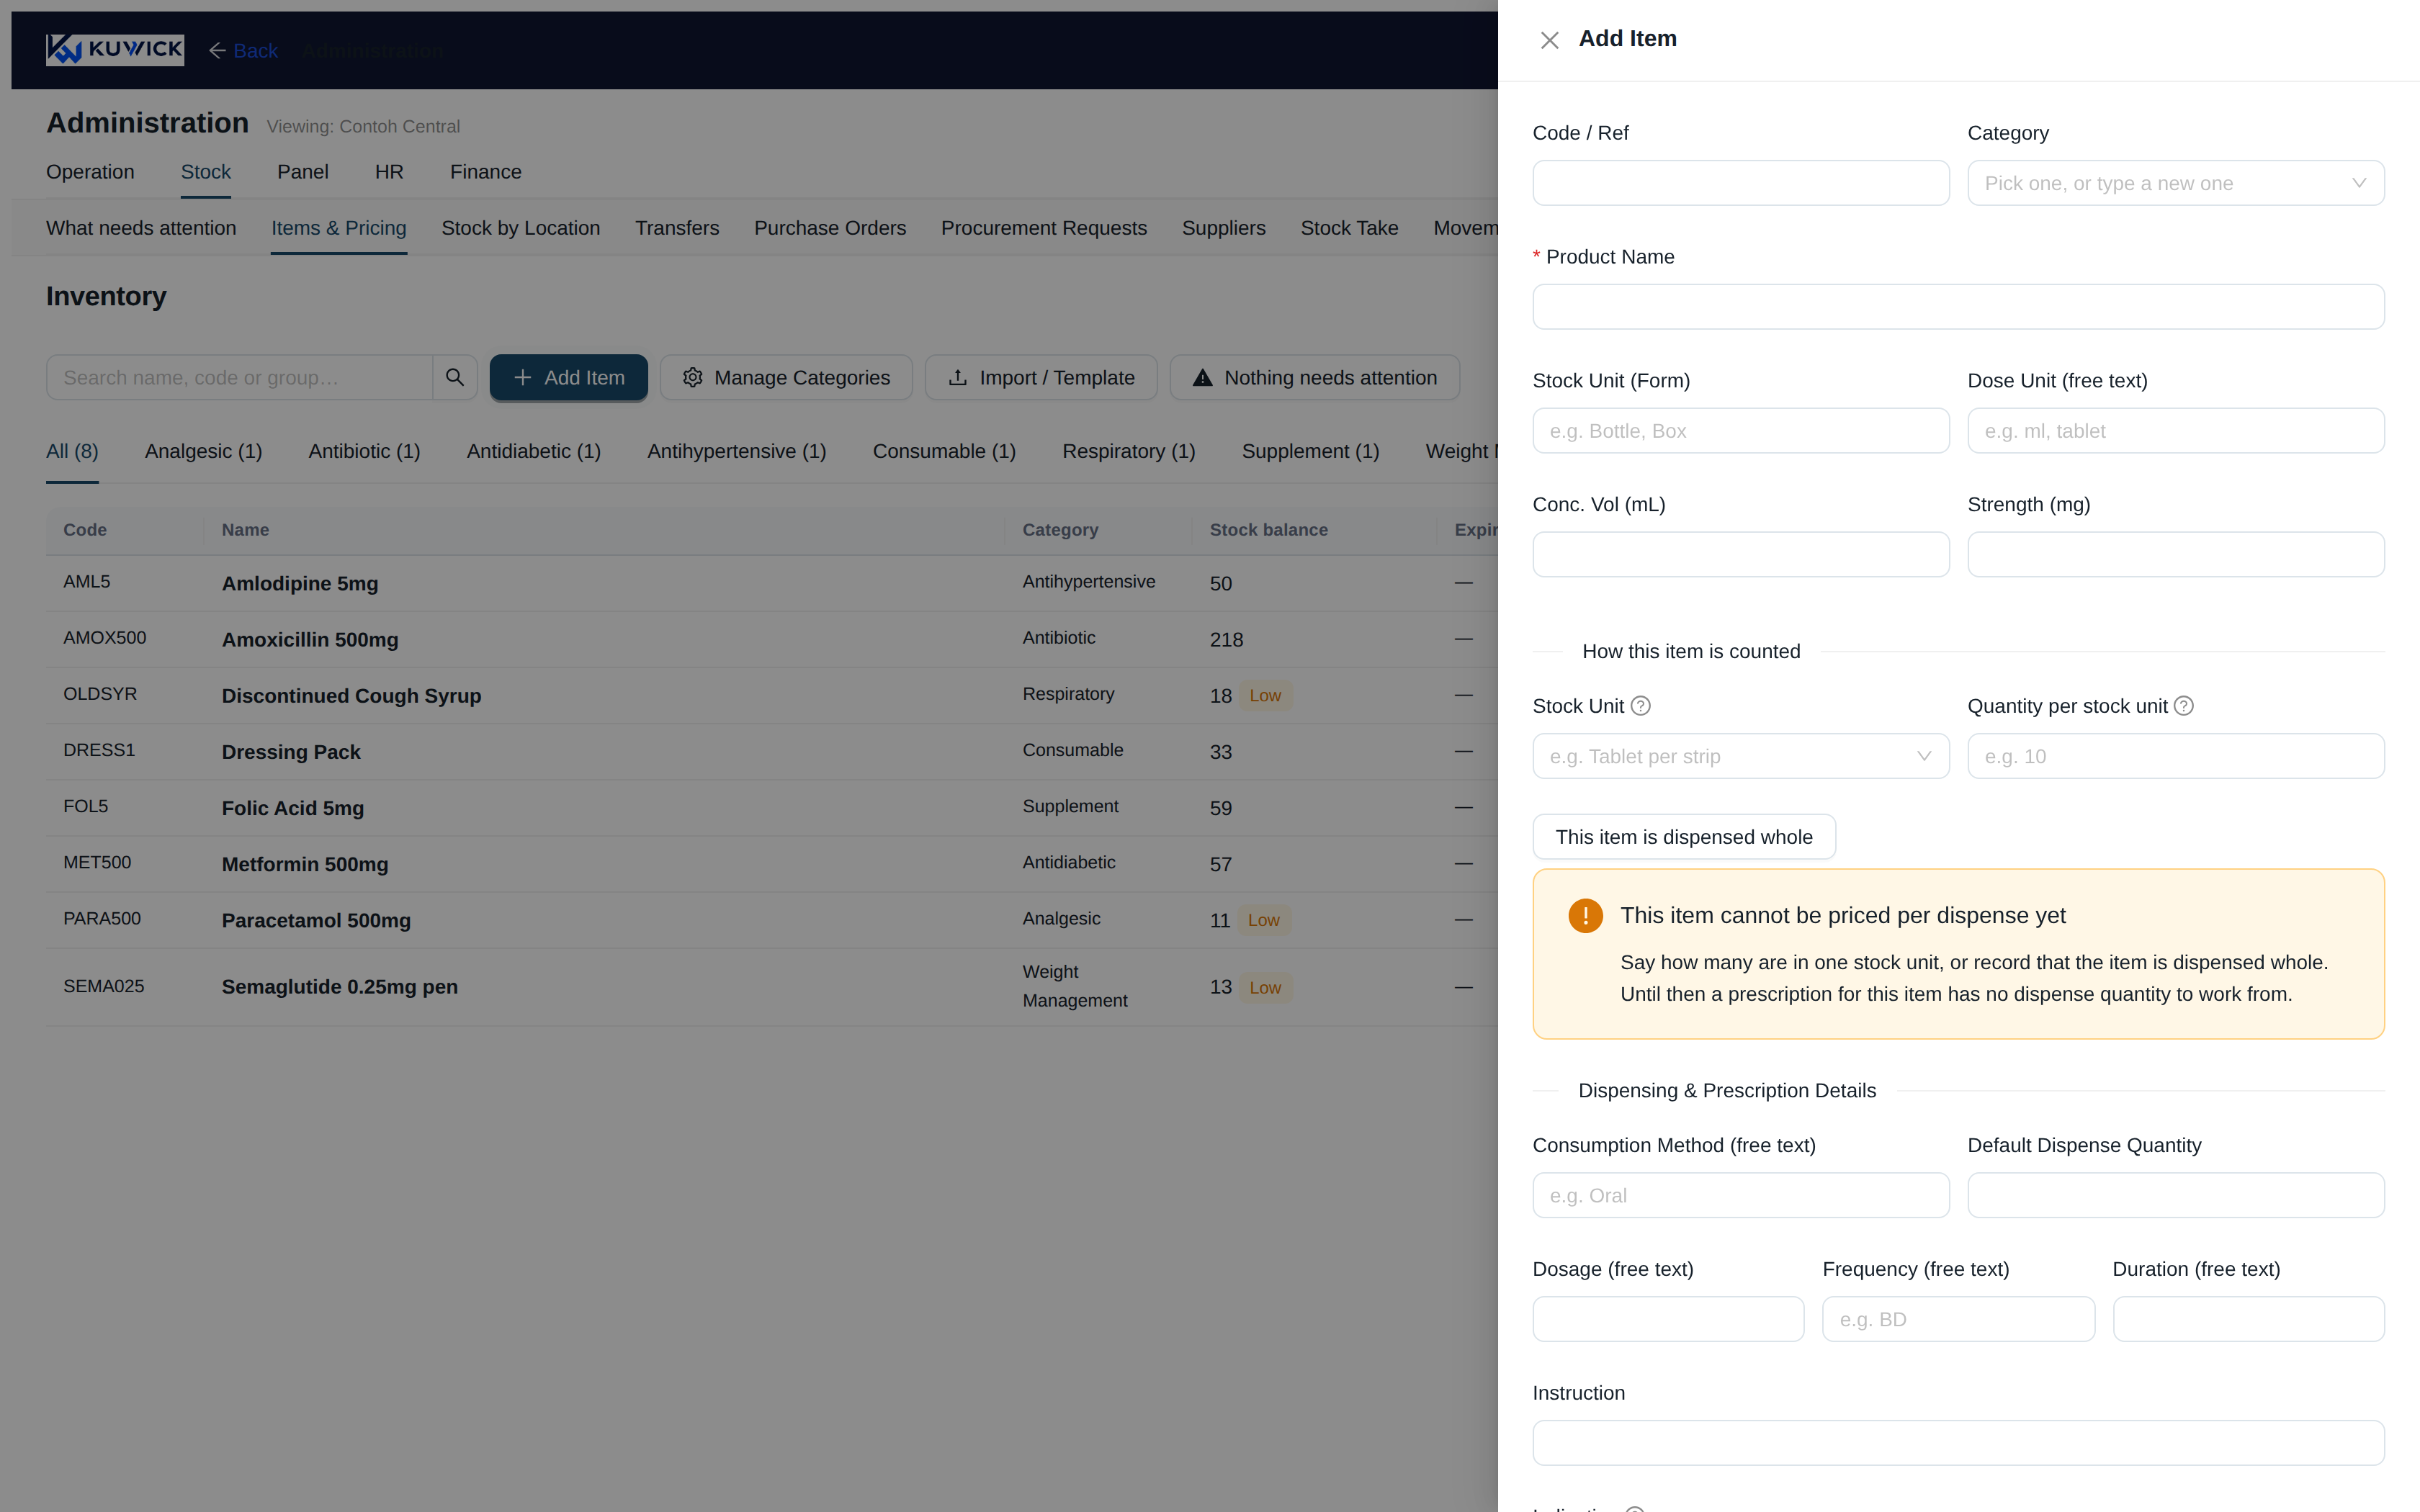 KUWICK
Back
Administration
Administration
Viewing: Contoh Central
Operation
Stock
Panel
HR
Finance
What needs attention
Items & Pricing
Stock by Location
Transfers
Purchase Orders
Procurement Requests
Suppliers
Stock Take
Inventory
Search name, code or group…
Add Item
Manage Categories
Import / Template
Nothing needs attention
All (8)
Analgesic (1)
Antibiotic (1)
Antidiabetic (1)
Antihypertensive (1)
Consumable (1)
Respiratory (1)
Supplement (1)
Weight
Code
Name
Category
Stock balance
AML5
Amlodipine 5mg
Antihypertensive
50
—
AMOX500
Amoxicillin 500mg
Antibiotic
218
—
OLDSYR
Discontinued Cough Syrup
Respiratory
18
Low
—
DRESS1
Dressing Pack
Consumable
33
—
FOL5
Folic Acid 5mg
Supplement
59
—
MET500
Metformin 500mg
Antidiabetic
57
—
PARA500
Paracetamol 500mg
Analgesic
11
Low
—
SEMA025
Semaglutide 0.25mg pen
Weight
Management
13
Low
—
Add Item
Code / Ref
Category
Pick one, or type a new one
* Product Name
Stock Unit (Form)
Dose Unit (free text)
e.g. Bottle, Box
e.g. ml, tablet
Conc. Vol (mL)
Strength (mg)
How this item is counted
Stock Unit
Quantity per stock unit
e.g. Tablet per strip
e.g. 10
This item is dispensed whole
This item cannot be priced per dispense yet
Say how many are in one stock unit, or record that the item is dispensed whole.
Until then a prescription for this item has no dispense quantity to work from.
Dispensing & Prescription Details
Consumption Method (free text)
Default Dispense Quantity
e.g. Oral
Dosage (free text)
Frequency (free text)
Duration (free text)
e.g. BD
Instruction